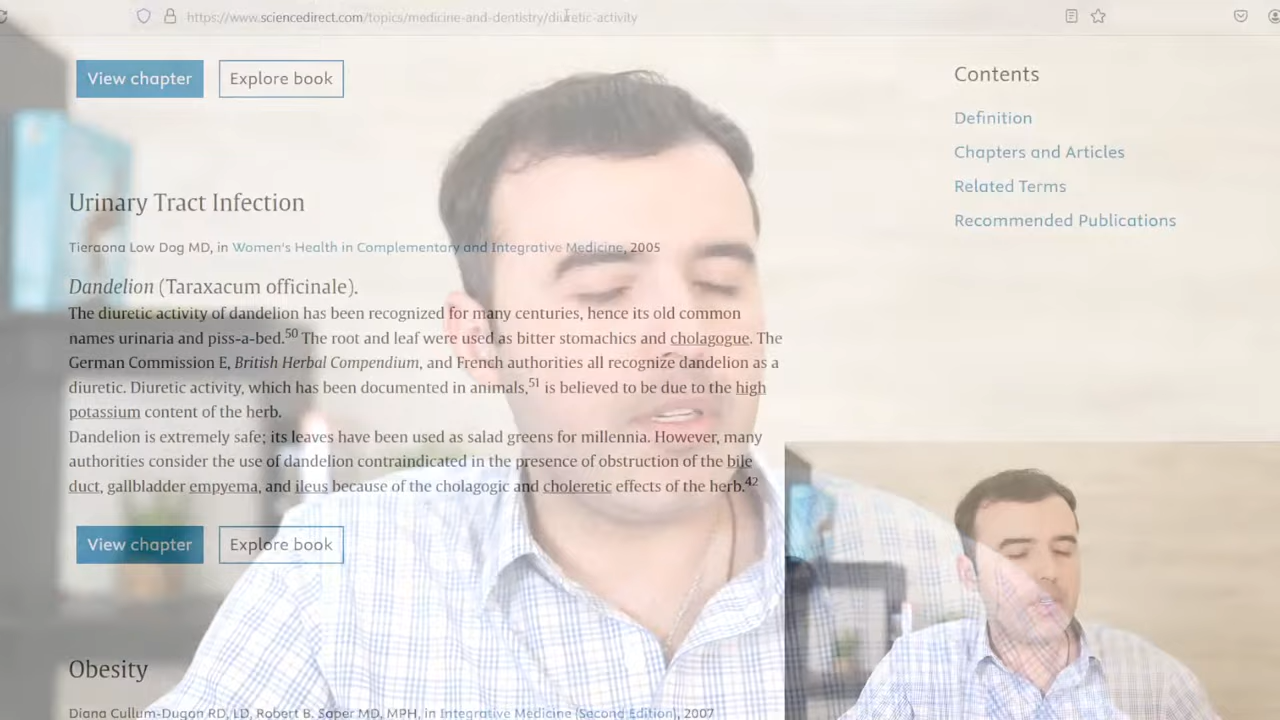 https://www.sciencedirect.com/topics/medicine-and-dentistry/diuretic-activity
View chapter
Explore book
Contents
Definition
Chapters and Articles
Related Terms
Recommended Publications
Urinary Tract Infection
Tieraona Low Dog MD, in Women's Health in Complementary and Integrative Medicine, 2005
Dandelion (Taraxacum officinale).
The diuretic activity of dandelion has been recognized for many centuries, hence its old common
names urinaria and piss-a-bed.50 The root and leaf were used as bitter stomachics and cholagogue. The
German Commission E, British Herbal Compendium, and French authorities all recognize dandelion as a
diuretic. Diuretic activity, which has been documented in animals,51 is believed to be due to the high
potassium content of the herb.
Dandelion is extremely safe; its leaves have been used as salad greens for millennia. However, many
authorities consider the use of dandelion contraindicated in the presence of obstruction of the bile
duct, gallbladder empyema, and ileus because of the cholagogic and choleretic effects of the herb.42
View chapter
Explore book
Obesity
Diana Cullum-Dugan RD, LD, Robert B. Saper MD, MPH, in Integrative Medicine (Second Edition), 2007